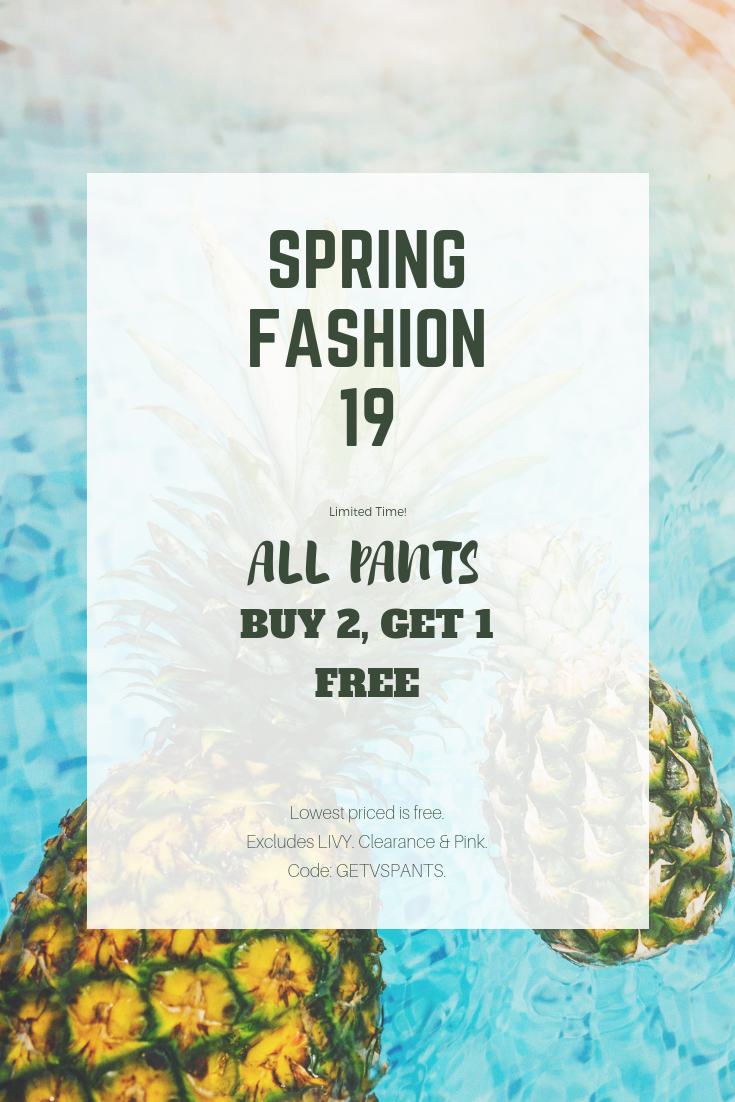 SPRING
FASHION
19
Limited Time!
ALL PANTS
BUY 2, GET 1
FREE
Lowest priced is free.
Excludes LIVY. Clearance & Pink.
Code: GETVSPANTS.